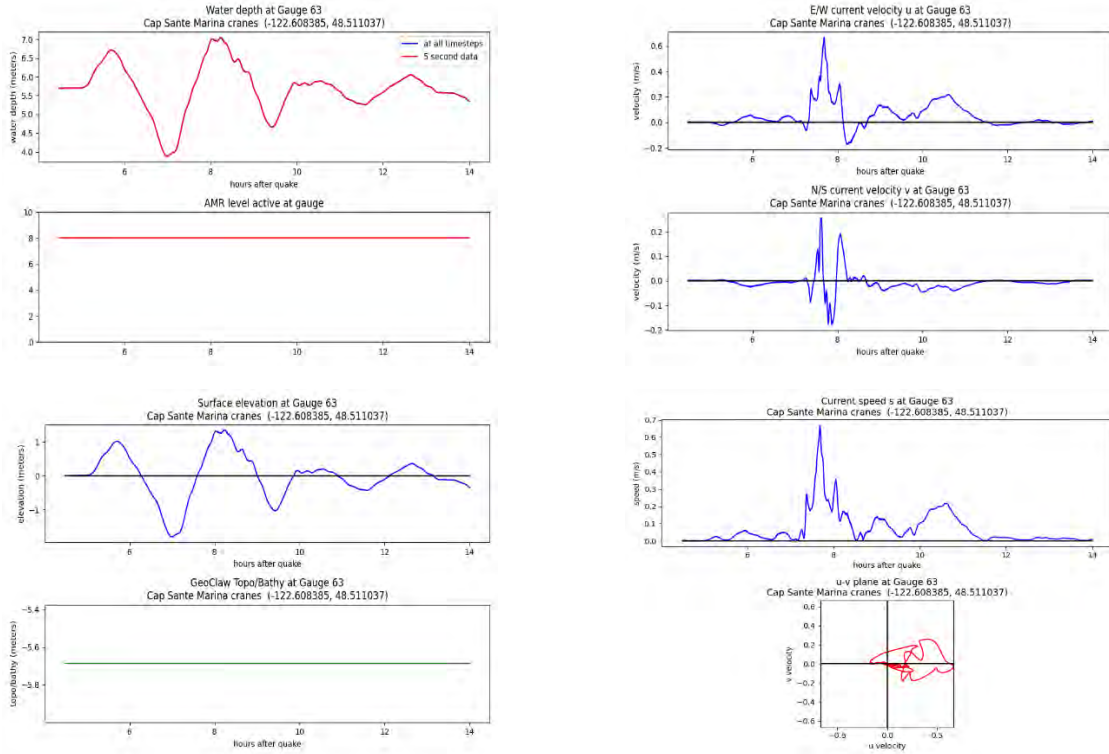 Water depth at Gauge 63
Cap Sante Marina cranes (-122.608385, 48.511037)
water depth (meters)
7.0
6.5
6.0
5.5
5.0
4.5
4.0
at all timesteps
5 second data
6 8 10 12 14
hours after quake
AMR level active at gauge
10
8
6
4
2
0
6 8 10 12 14
hours after quake
Surface elevation at Gauge 63
Cap Sante Marina cranes (-122.608385, 48.511037)
elevation (meters)
1
0
−1
6 8 10 12 14
hours after quake
GeoClaw Topo/Bathy at Gauge 63
Cap Sante Marina cranes (-122.608385, 48.511037)
topo/bathy (meters)
−5.4
−5.6
−5.8
6 8 10 12 14
hours after quake
E/W current velocity u at Gauge 63
Cap Sante Marina cranes (-122.608385, 48.511037)
velocity (m/s)
0.6
0.4
0.2
0.0
−0.2
6 8 10 12 14
hours after quake
N/S current velocity v at Gauge 63
Cap Sante Marina cranes (-122.608385, 48.511037)
velocity (m/s)
0.2
0.1
0.0
−0.1
−0.2
6 8 10 12 14
hours after quake
Current speed s at Gauge 63
Cap Sante Marina cranes (-122.608385, 48.511037)
speed (m/s)
0.7
0.6
0.5
0.4
0.3
0.2
0.1
0.0
6 8 10 12 14
hours after quake
u-v plane at Gauge 63
Cap Sante Marina cranes (-122.608385, 48.511037)
v velocity
0.6
0.4
0.2
0.0
−0.2
−0.4
−0.6
−0.5 0.0 0.5
u velocity